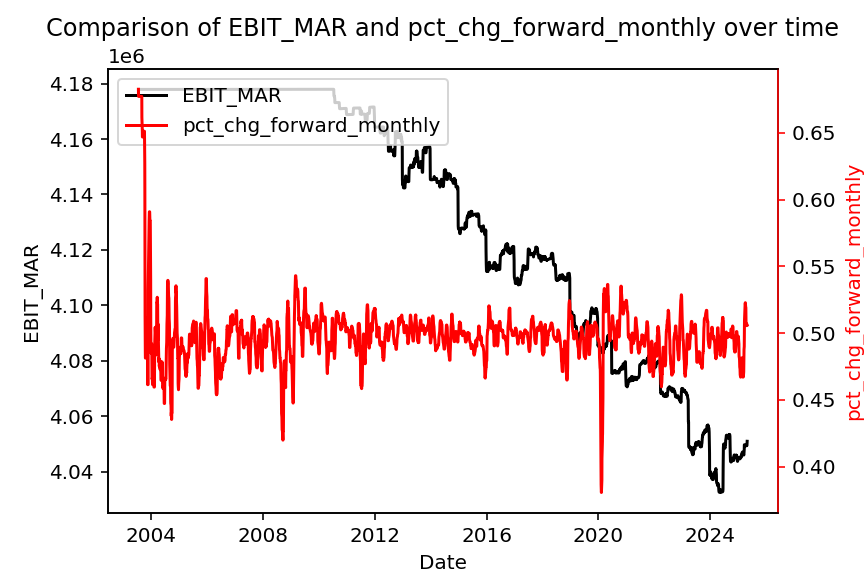 Comparison of EBIT_MAR and pct_chg_forward_monthly over time
1e6
EBIT_MAR
pct_chg_forward_monthly
4.18
4.16
4.14
4.12
4.10
4.08
4.06
4.04
EBIT_MAR
0.65
0.60
0.55
0.50
0.45
0.40
pct_chg_forward_monthly
2004 2008 2012 2016 2020 2024
Date